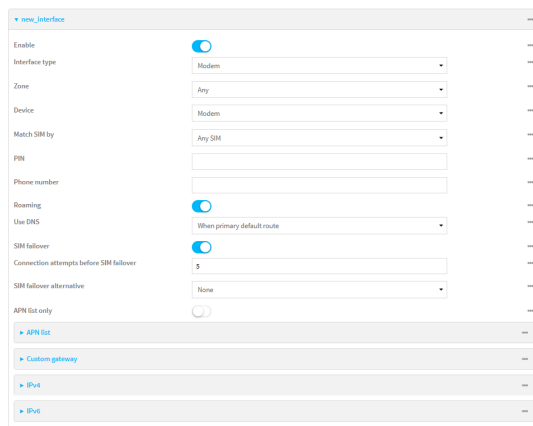 new_interface
Enable
Interface type
Modem
Zone
Any
Device
Modem
Match SIM by
Any SIM
PIN
Phone number
Roaming
Use DNS
When primary default route
SIM failover
Connection attempts before SIM failover
5
SIM failover alternative
None
APN list only
APN list
Custom gateway
IPv4
IPv6